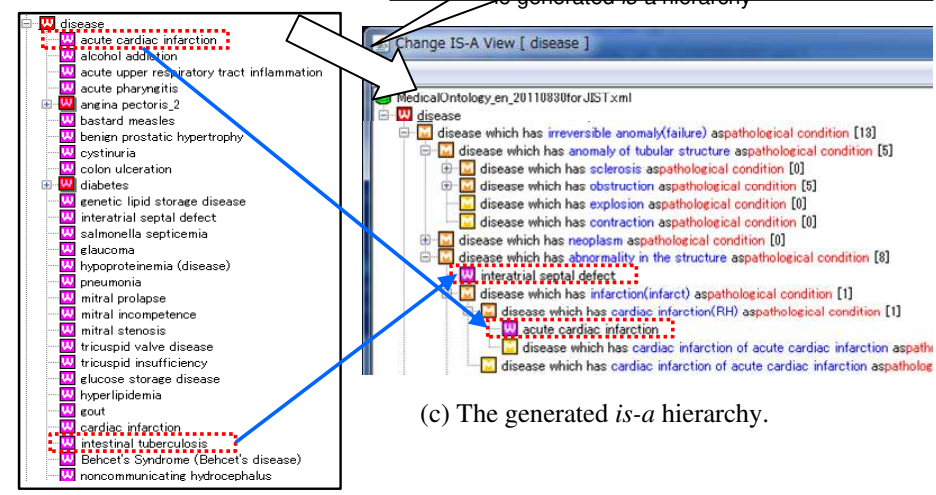 the generated is-a hierarchy
disease
acute cardiac infarction
alcohol addiction
acute upper respiratory tract inflammation
acute pharyngitis
angina pectoris_2
bastard measles
benign prostatic hypertrophy
cystinuria
colon ulceration
diabetes
genetic lipid storage disease
interatrial septal defect
salmonella septicemia
glaucoma
hypoproteinemia (disease)
pneumonia
mitral prolapse
mitral incompetence
mitral stenosis
tricuspid valve disease
tricuspid insufficiency
glucose storage disease
hyperlipidemia
gout
cardiac infarction
intestinal tuberculosis
Behcet's Syndrome (Behcet's disease)
noncommunicating hydrocephalus
Change IS-A View [ disease ]
MedicalOntology_en_20110830forJIST.xml
disease
disease which has irreversible anomaly(failure) aspathological condition [13]
disease which has anomaly of tubular structure aspathological condition [5]
disease which has sclerosis aspathological condition [0]
disease which has obstruction aspathological condition [5]
disease which has explosion aspathological condition [0]
disease which has contraction aspathological condition [0]
disease which has neoplasm aspathological condition [0]
disease which has abnormality in the structure aspathological condition [8]
interatrial septal defect
disease which has infarction(infarct) aspathological condition [1]
disease which has cardiac infarction(RH) aspathological condition [1]
acute cardiac infarction
disease which has cardiac infarction of acute cardiac infarction aspatho
disease which has cardiac infarction of acute cardiac infarction aspatholog
(c) The generated is-a hierarchy.